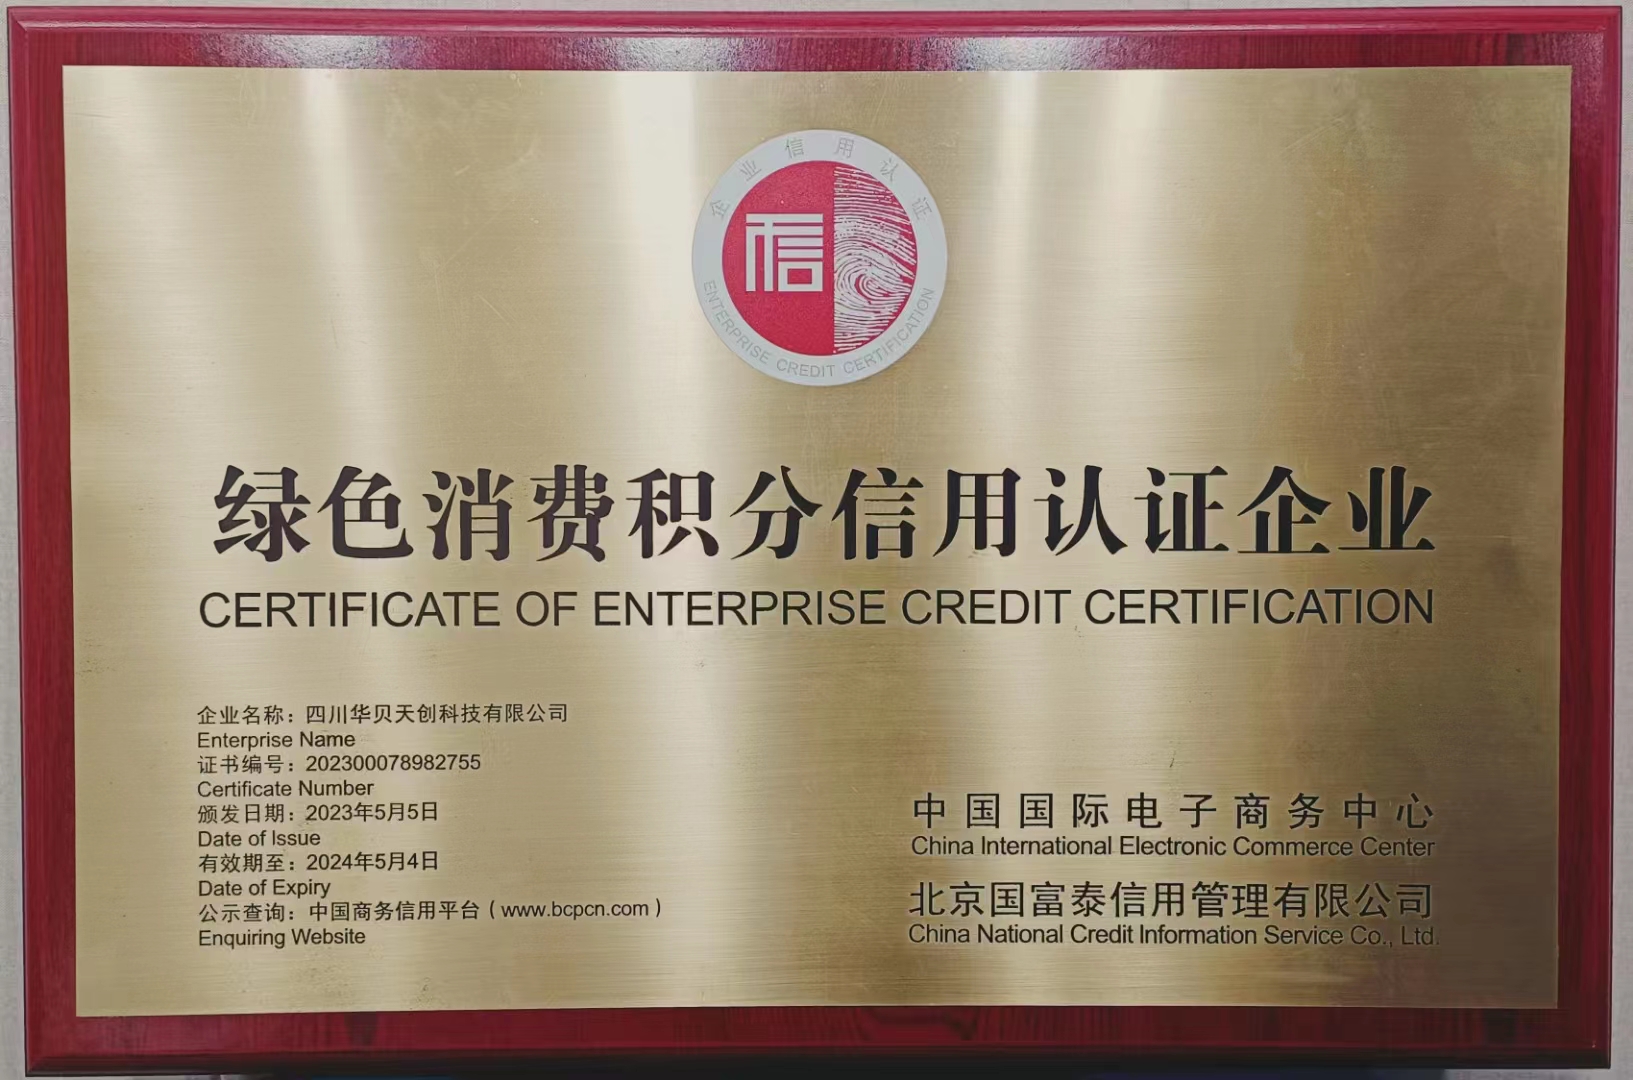 企业信用认证
信
ENTERPRISE CREDIT CERTIFICATION
绿色消费积分信用认证企业
CERTIFICATE OF ENTERPRISE CREDIT CERTIFICATION
企业名称：四川华贝天创科技有限公司
Enterprise Name
证书编号：202300078982755
Certificate Number
颁发日期：2023年5月5日
Date of Issue
有效期至：2024年5月4日
Date of Expiry
公示查询：中国商务信用平台（www.bcpcn.com）
Enquiring Website
中国国际电子商务中心
China International Electronic Commerce Center
北京国富泰信用管理有限公司
China National Credit Information Service Co., Ltd.